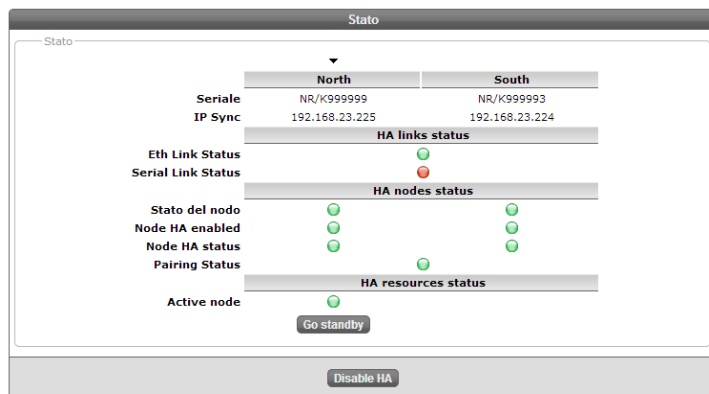 Stato
Stato
North South
Seriale NR/K999999 NR/K999993
IP Sync 192.168.23.225 192.168.23.224
HA links status
Eth Link Status
Serial Link Status
HA nodes status
Stato del nodo
Node HA enabled
Node HA status
Pairing Status
HA resources status
Active node
Go standby
Disable HA